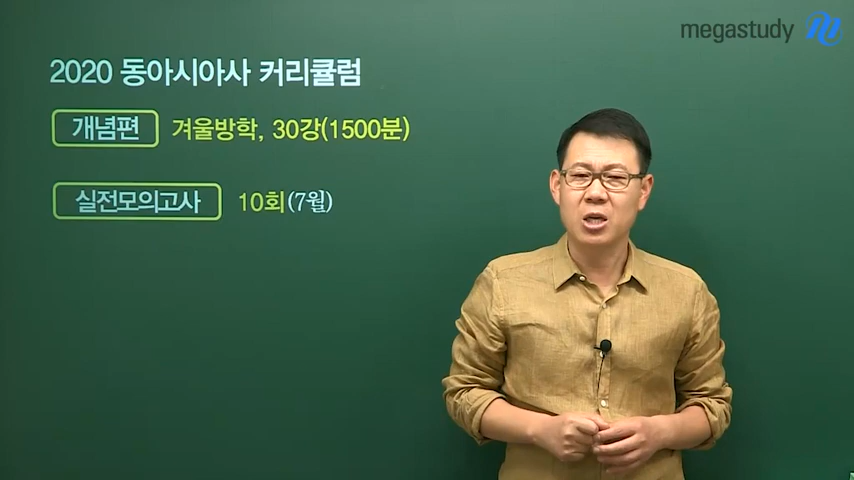 megastudy
2020 동아시아사 커리큘럼
개념편 겨울방학, 30강(1500분)
실전모의고사 10회(7월)